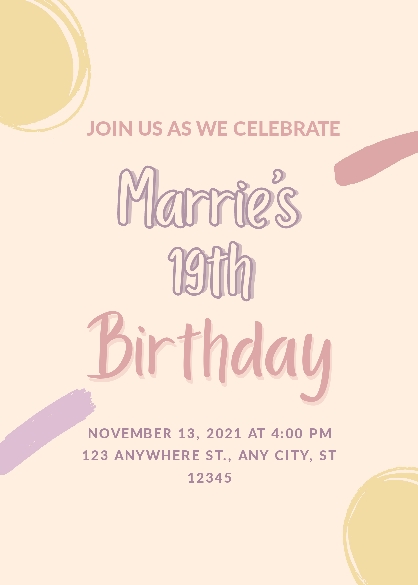 JOIN US AS WE CELEBRATE
Marrie's
19th
Birthday
NOVEMBER 13, 2021 AT 4:00 PM
123 ANYWHERE ST., ANY CITY, ST
12345